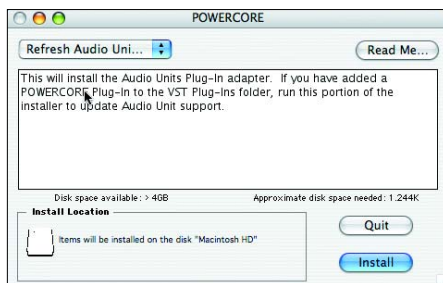 POWERCORE
Refresh Audio Uni...
Read Me...
This will install the Audio Units Plug-In adapter. If you have added a
POWERCORE Plug-In to the VST Plug-Ins folder, run this portion of the
installer to update Audio Unit support.
Disk space available: > 4GB
Approximate disk space needed: 1.244K
Install Location
Items will be installed on the disk "Macintosh HD"
Quit
Install